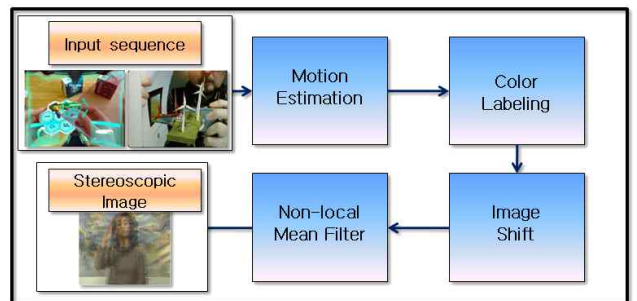 Input sequence
Motion
Estimation
Color
Labeling
Image
Shift
Non-local
Mean Filter
Stereoscopic
Image